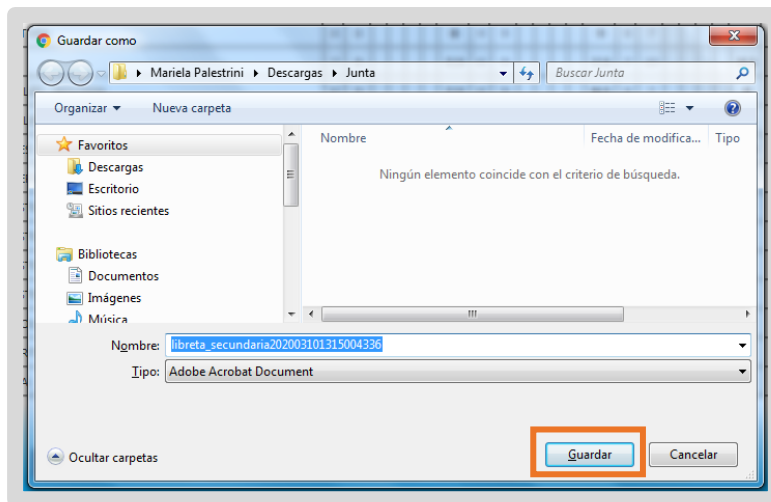 Guardar como
Mariela Palestrini Descargas Junta
Buscar Junta
Organizar Nueva carpeta
Favoritos
Descargas
Escritorio
Sitios recientes
Bibliotecas
Documentos
Imágenes
Música
Nombre Fecha de modifica... Tipo
Ningún elemento coincide con el criterio de búsqueda.
Nombre: libreta_secundaria202003101315004336
Tipo: Adobe Acrobat Document
Ocultar carpetas
Guardar Cancelar